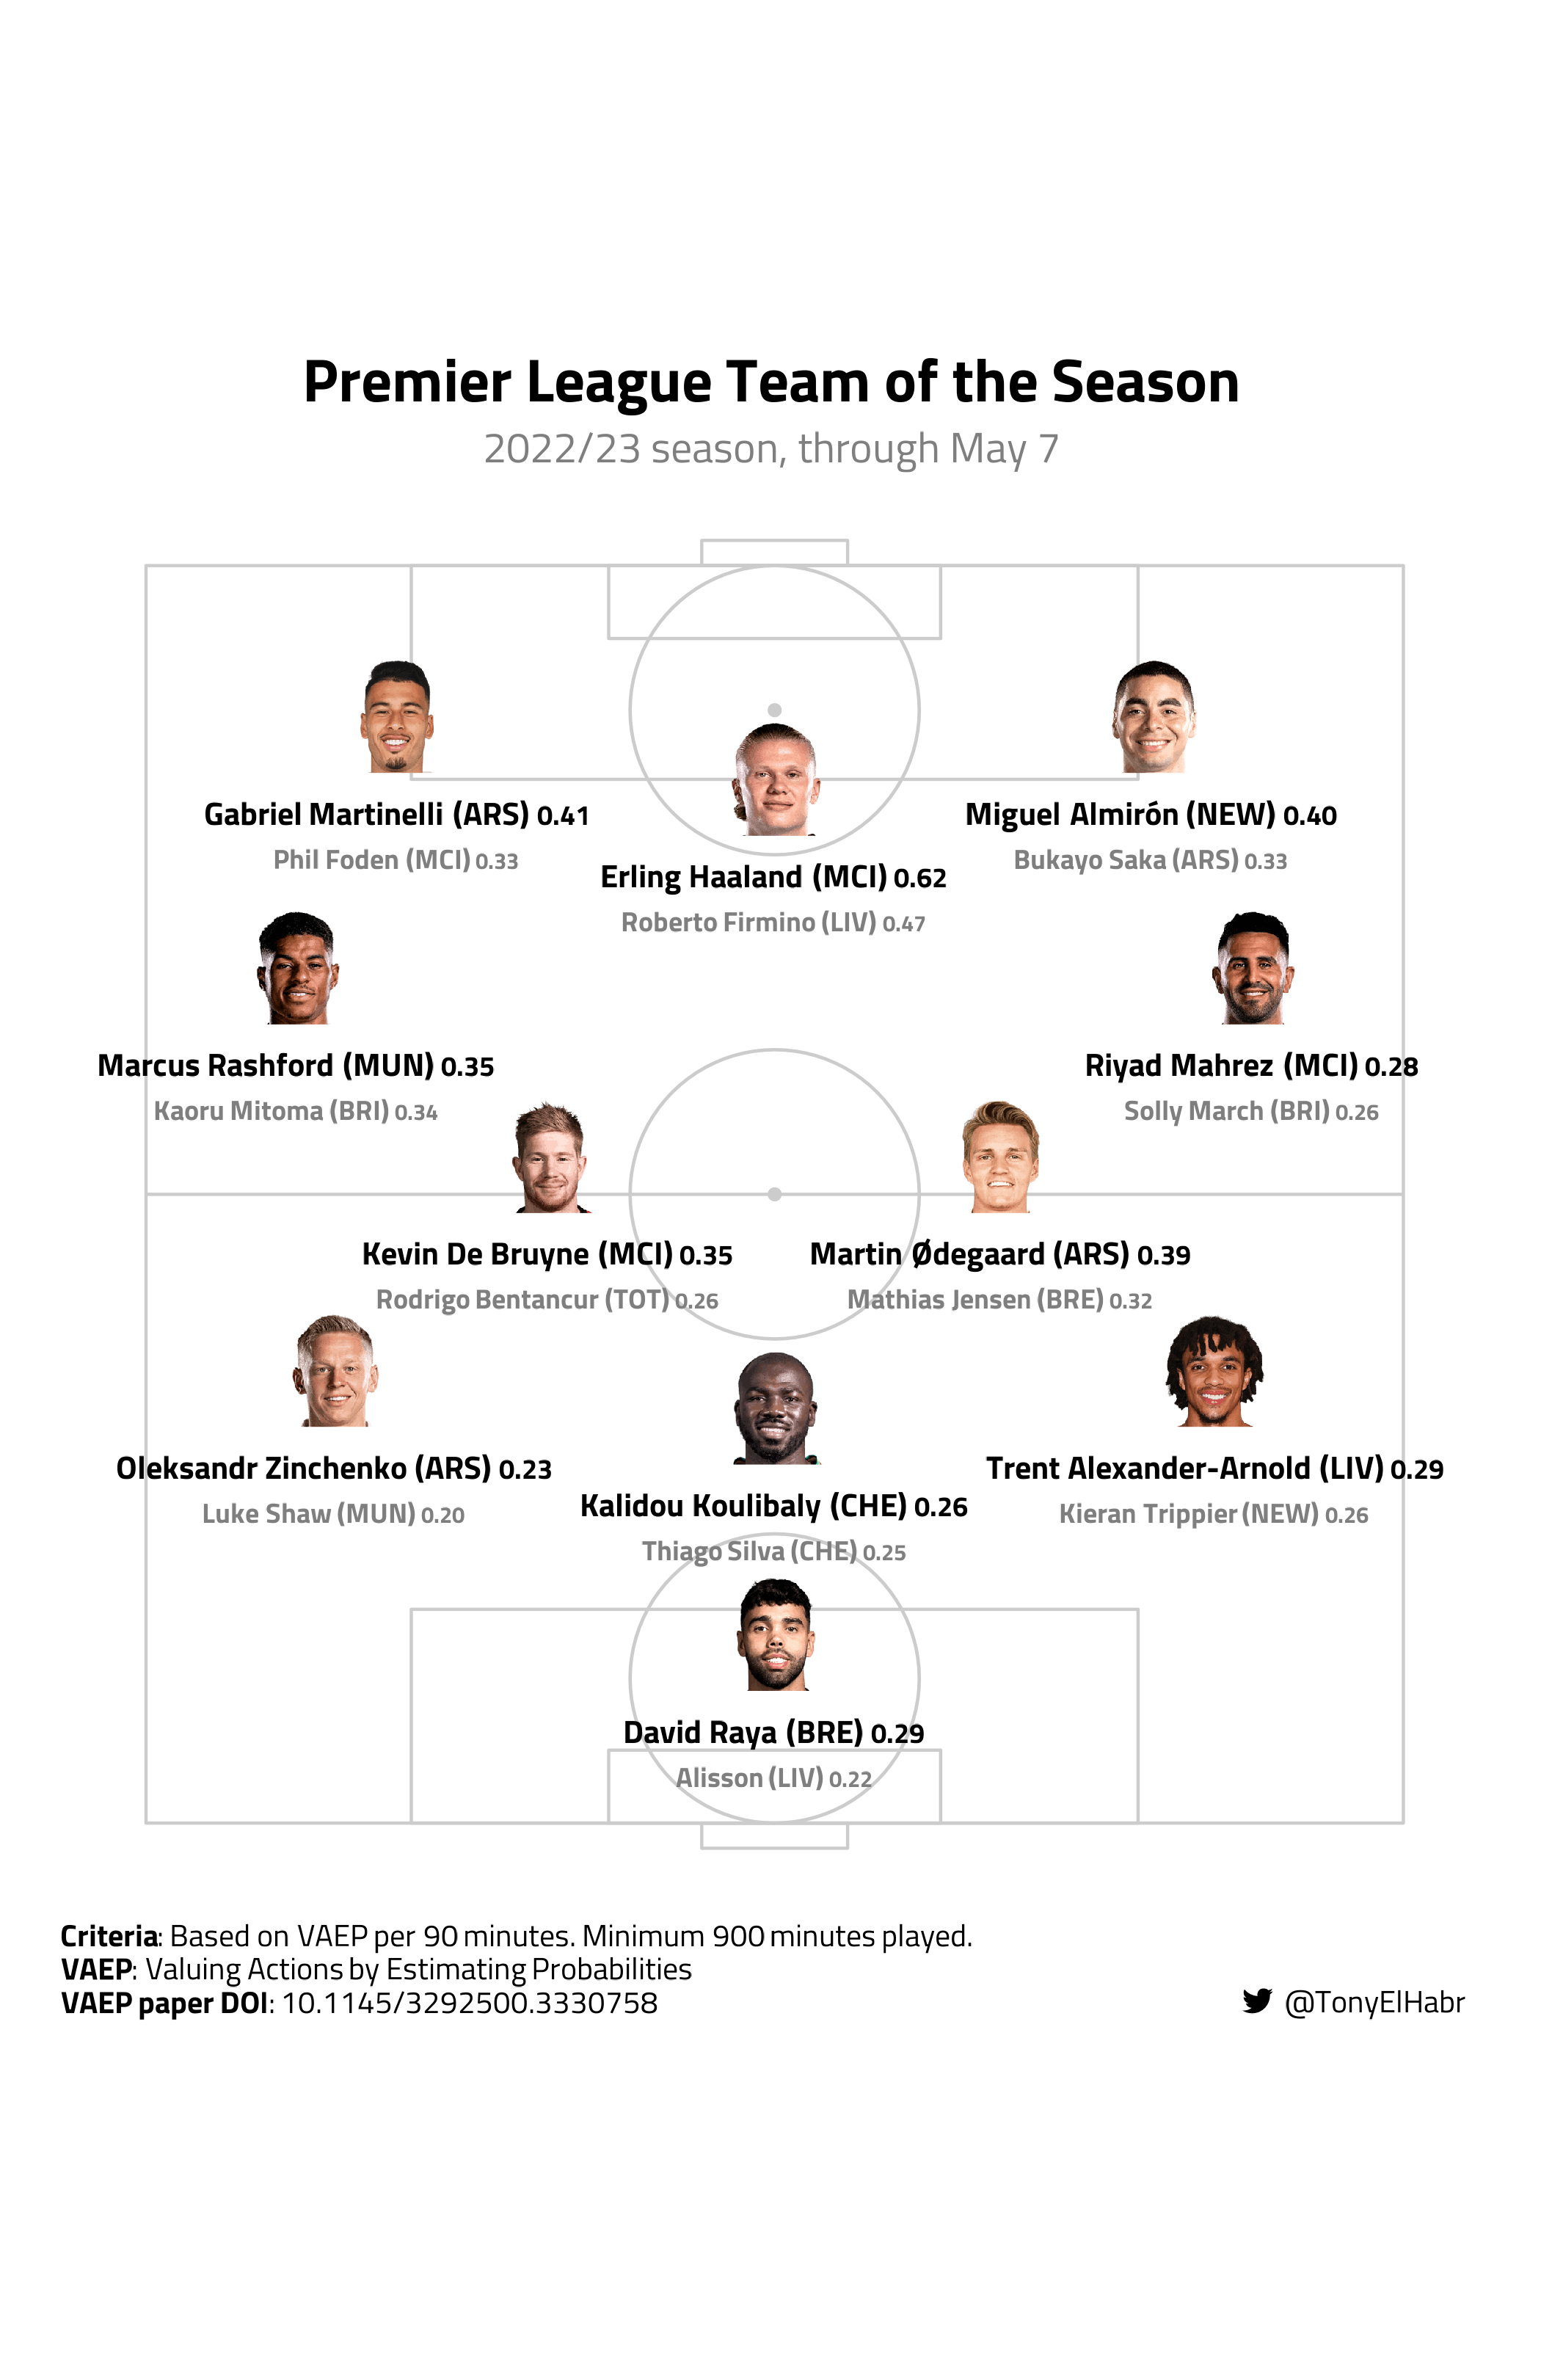 Premier League Team of the Season
2022/23 season, through May 7
Gabriel Martinelli (ARS) 0.41
Phil Foden (MCI) 0.33
Erling Haaland (MCI) 0.62
Roberto Firmino (LIV) 0.47
Miguel Almirón (NEW) 0.40
Bukayo Saka (ARS) 0.33
Marcus Rashford (MUN) 0.35
Kaoru Mitoma (BRI) 0.34
Riyad Mahrez (MCI) 0.28
Solly March (BRI) 0.26
Kevin De Bruyne (MCI) 0.35
Rodrigo Bentancur (TOT) 0.26
Martin Ødegaard (ARS) 0.39
Mathias Jensen (BRE) 0.32
Oleksandr Zinchenko (ARS) 0.23
Luke Shaw (MUN) 0.20
Kalidou Koulibaly (CHE) 0.26
Thiago Silva (CHE) 0.25
Trent Alexander-Arnold (LIV) 0.29
Kieran Trippier (NEW) 0.26
David Raya (BRE) 0.29
Alisson (LIV) 0.22
Criteria: Based on VAEP per 90 minutes. Minimum 900 minutes played.
VAEP: Valuing Actions by Estimating Probabilities
VAEP paper DOI: 10.1145/3292500.3330758
@TonyElHabr